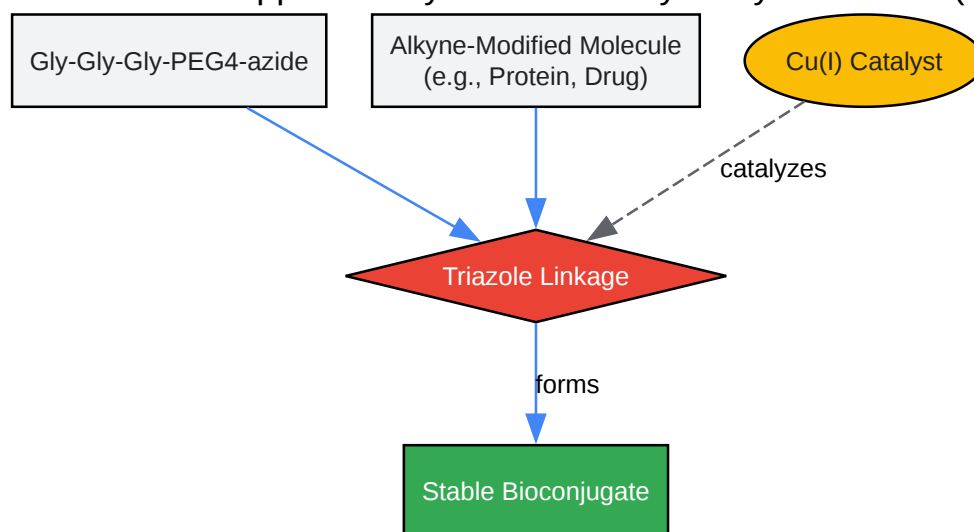 Gly-Gly-Gly-PEG4-azide
Alkyne-Modified Molecule
(e.g., Protein, Drug)
Cu(I) Catalyst
catalyzes
Triazole Linkage
forms
Stable Bioconjugate